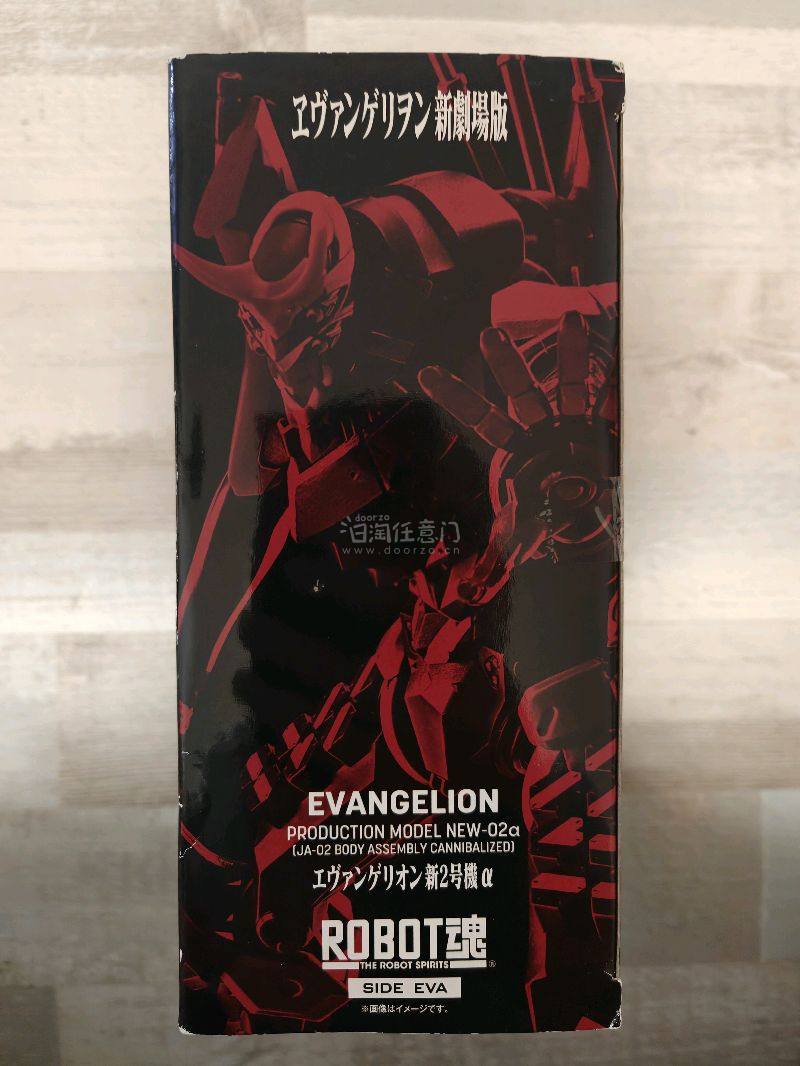 ヱヴァンゲリヲン新劇場版
doorzo
日淘任意门
www.doorzo.cn
EVANGELION
PRODUCTION MODEL NEW-02α
(JA-02 BODY ASSEMBLY CANNIBALIZED)
エヴァンゲリオン 新2号機 α
ROBOT魂
THE ROBOT SPIRITS ®
SIDE EVA
※画像はイメージです。